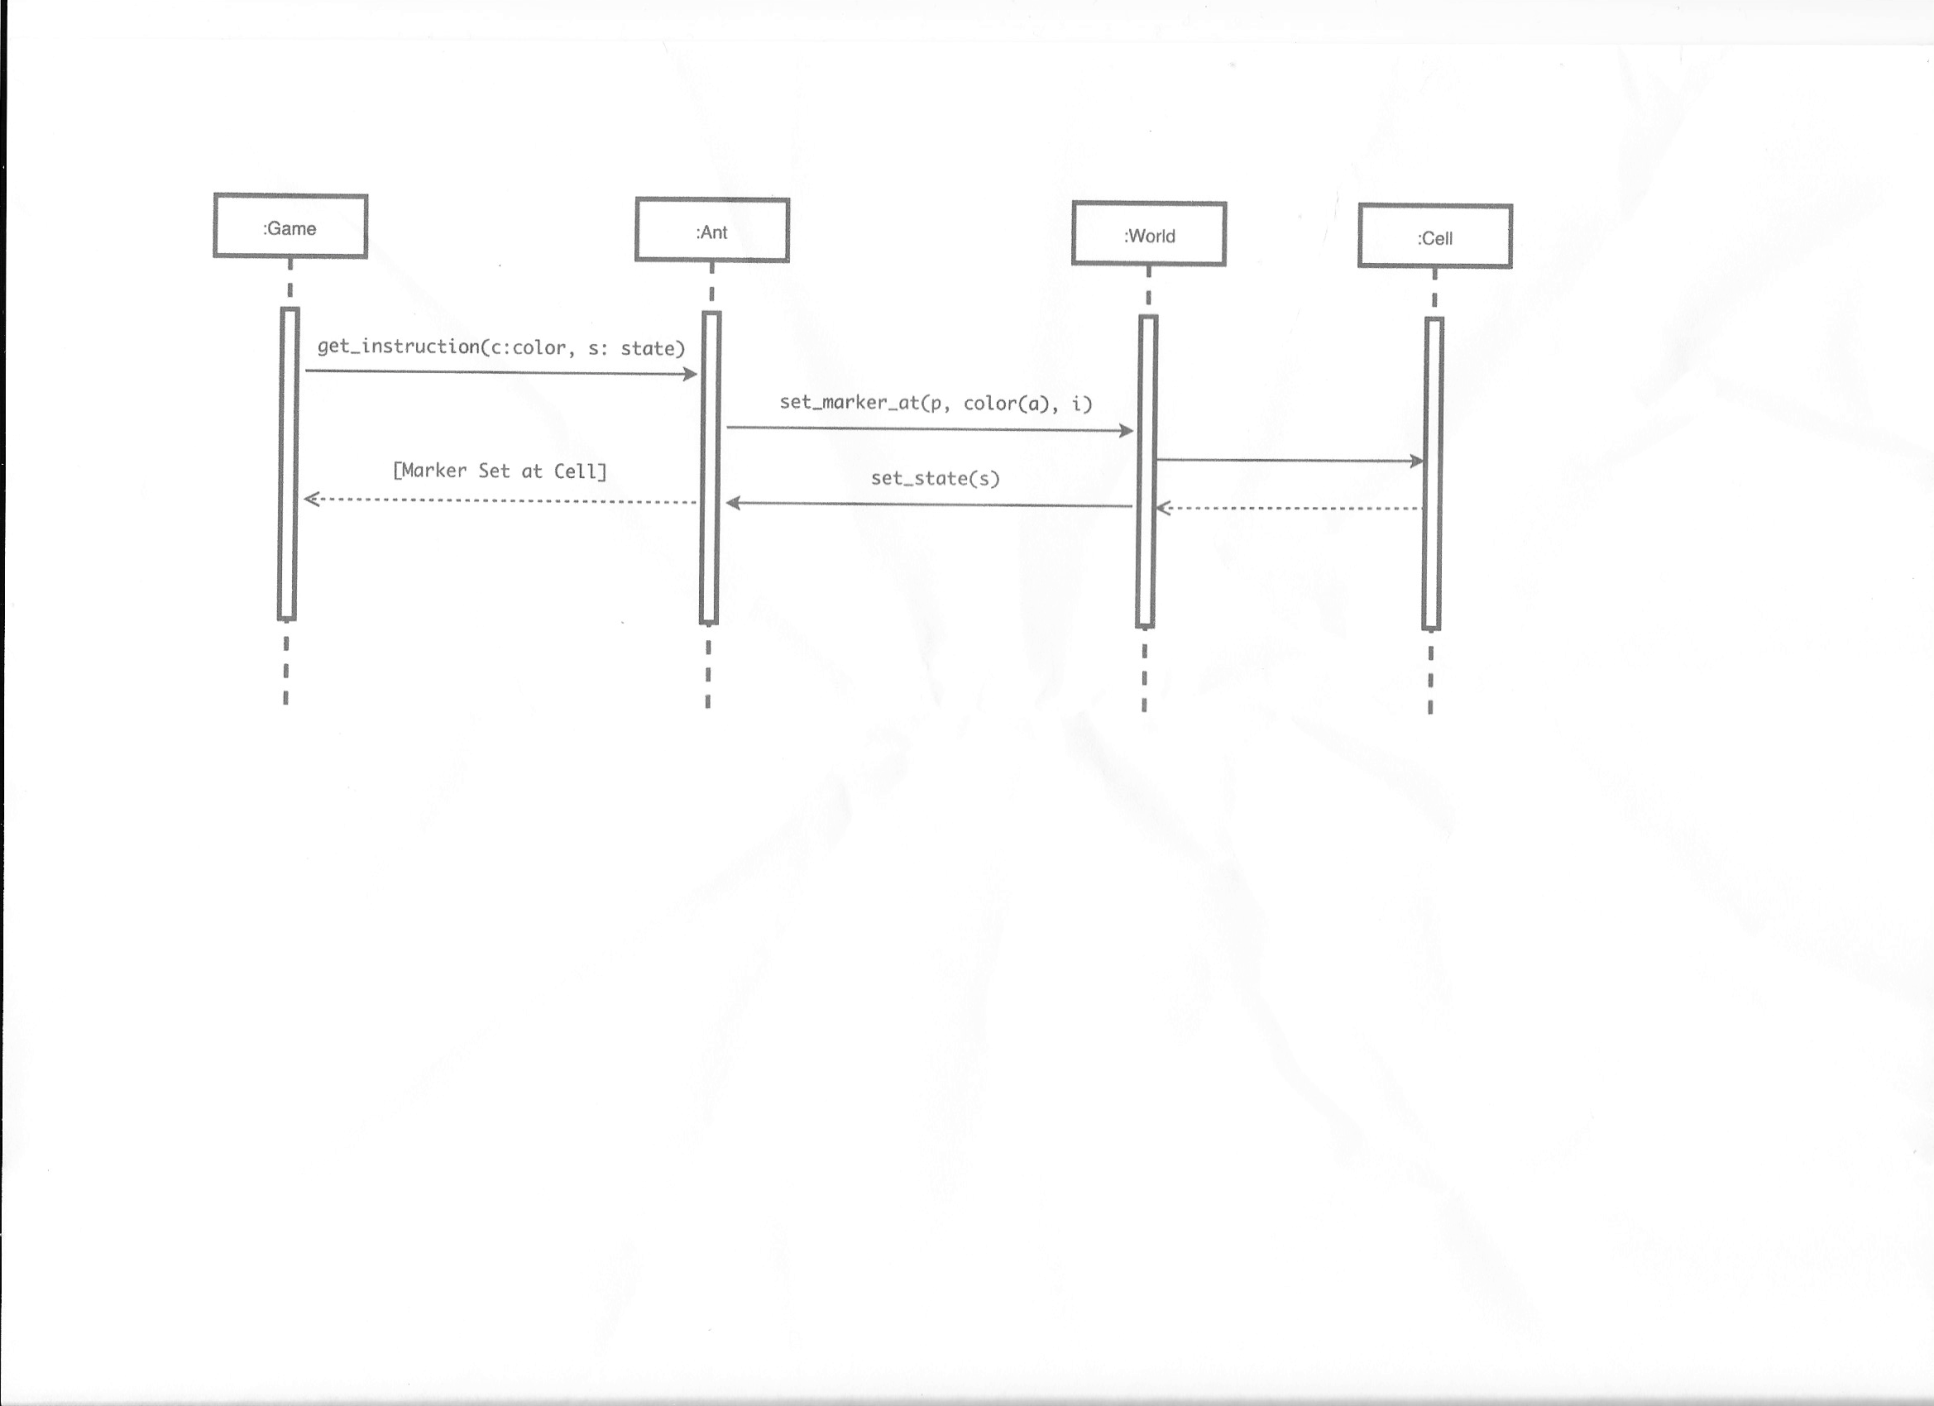 :Game
:Ant
:World
:Cell
get_instruction(c:color, s: state)
set_marker_at(p, color(a), i)
[Marker Set at Cell]
set_state(s)